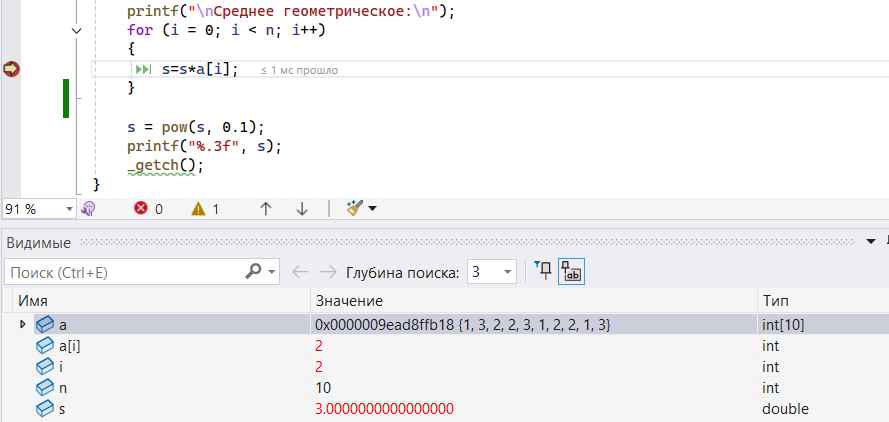 printf("\nСреднее геометрическое:\n");
for (i = 0; i < n; i++)
{
s=s*a[i]; ≤ 1 мс прошло
}
s = pow(s, 0.1);
printf("%.3f", s);
_getch();
}
91 % 0 1
Видимые
Поиск (Ctrl+E) Глубина поиска: 3
Имя Значение Тип
a 0x0000009ead8ffb18 {1, 3, 2, 2, 3, 1, 2, 2, 1, 3} int[10]
a[i] 2 int
i 2 int
n 10 int
s 3.0000000000000000 double